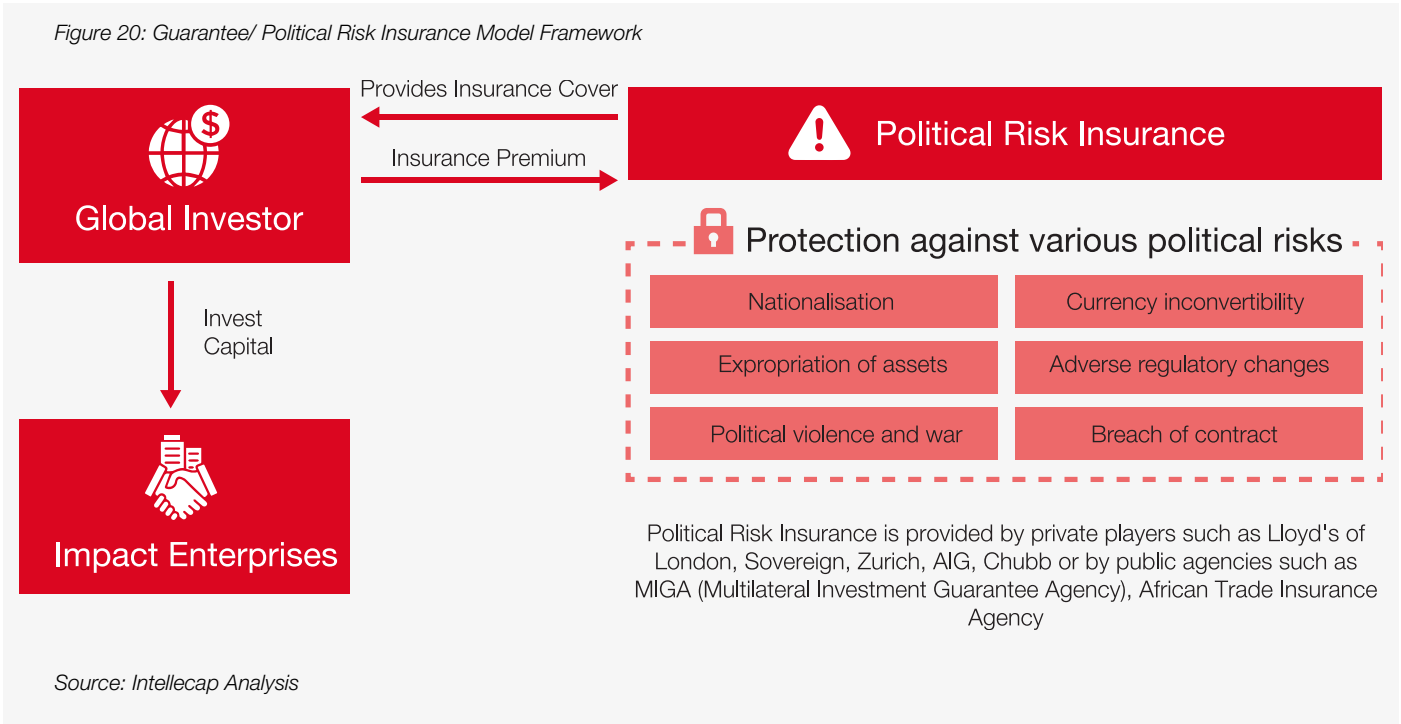 Figure 20: Guarantee/ Political Risk Insurance Model Framework
Provides Insurance Cover
Insurance Premium
$
Global Investor
Political Risk Insurance
Invest
Capital
Impact Enterprises
Protection against various political risks
Nationalisation
Currency inconvertibility
Expropriation of assets
Adverse regulatory changes
Political violence and war
Breach of contract
Political Risk Insurance is provided by private players such as Lloyd's of
London, Sovereign, Zurich, AIG, Chubb or by public agencies such as
MIGA (Multilateral Investment Guarantee Agency), African Trade Insurance
Agency
Source: Intellecap Analysis